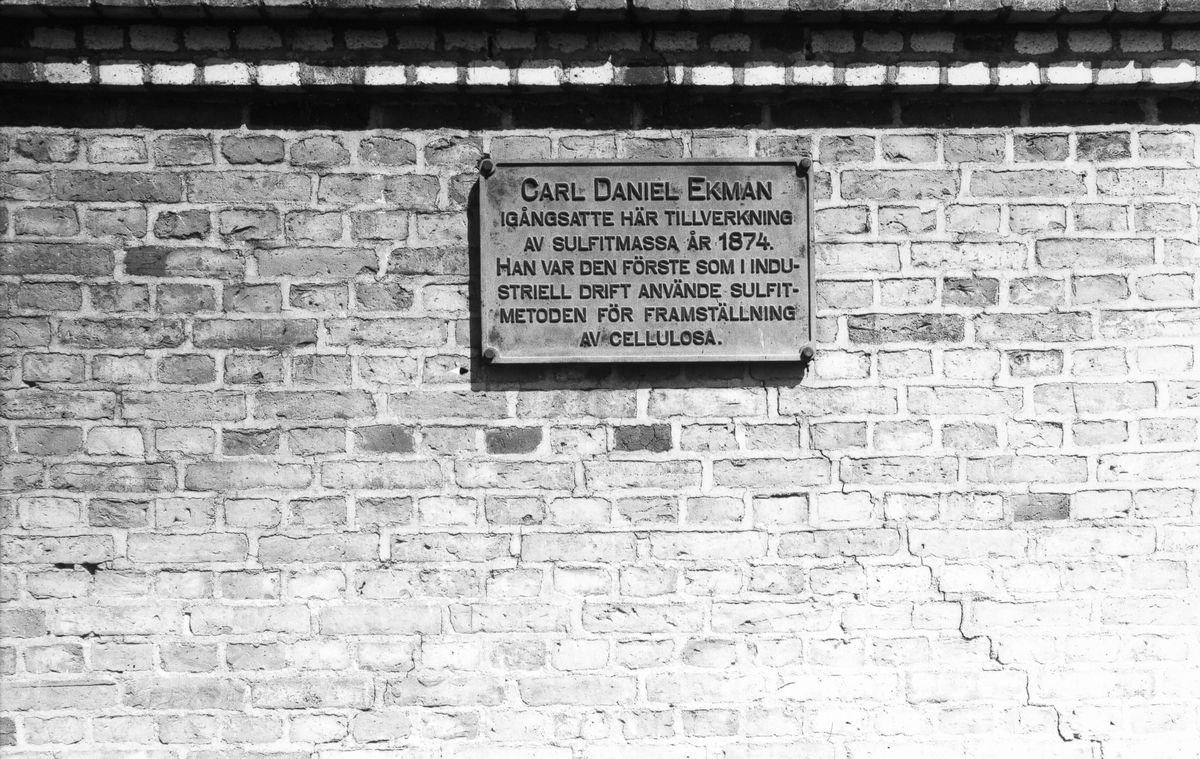 CARL DANIEL EKMAN
IGÅNGSATTE HÄR TILLVERKNING
AV SULFITMASSA ÅR 1874.
HAN VAR DEN FÖRSTE SOM I INDU-
STRIELL DRIFT ANVÄNDE SULFIT-
METODEN FÖR FRAMSTÄLLNING
AV CELLULOSA.